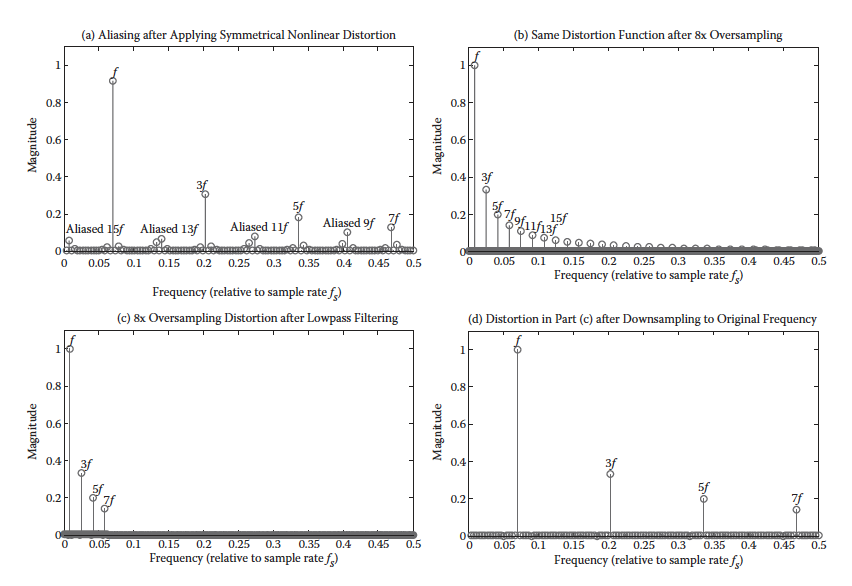 (a) Aliasing after Applying Symmetrical Nonlinear Distortion
f
1
0.8
0.6
0.4
0.2
0
Magnitude
3f
5f
7f
Aliased 15f
Aliased 13f
Aliased 11f
Aliased 9f
0 0.05 0.1 0.15 0.2 0.25 0.3 0.35 0.4 0.45 0.5
Frequency (relative to sample rate fs)
(b) Same Distortion Function after 8x Oversampling
f
1
0.8
0.6
0.4
0.2
0
Magnitude
3f
5f
7f
9f
11f
13f
15f
0 0.05 0.1 0.15 0.2 0.25 0.3 0.35 0.4 0.45 0.5
Frequency (relative to sample rate fs)
(c) 8x Oversampling Distortion after Lowpass Filtering
f
1
0.8
0.6
0.4
0.2
0
Magnitude
3f
5f
7f
0 0.05 0.1 0.15 0.2 0.25 0.3 0.35 0.4 0.45 0.5
Frequency (relative to sample rate fs)
(d) Distortion in Part (c) after Downsampling to Original Frequency
f
1
0.8
0.6
0.4
0.2
0
Magnitude
3f
5f
7f
0 0.05 0.1 0.15 0.2 0.25 0.3 0.35 0.4 0.45 0.5
Frequency (relative to sample rate fs)